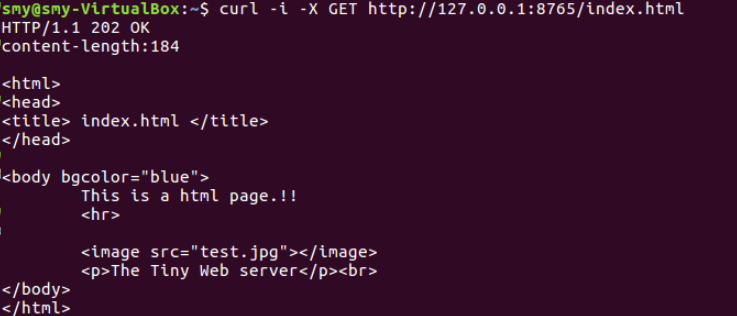 smy@smy-VirtualBox:~$ curl -i -X GET http://127.0.0.1:8765/index.html
HTTP/1.1 202 OK
content-length:184
<html>
<head>
<title> index.html </title>
</head>
<body bgcolor="blue">
This is a html page.!!
<hr>
<image src="test.jpg"></image>
<p>The Tiny Web server</p><br>
</body>
</html>